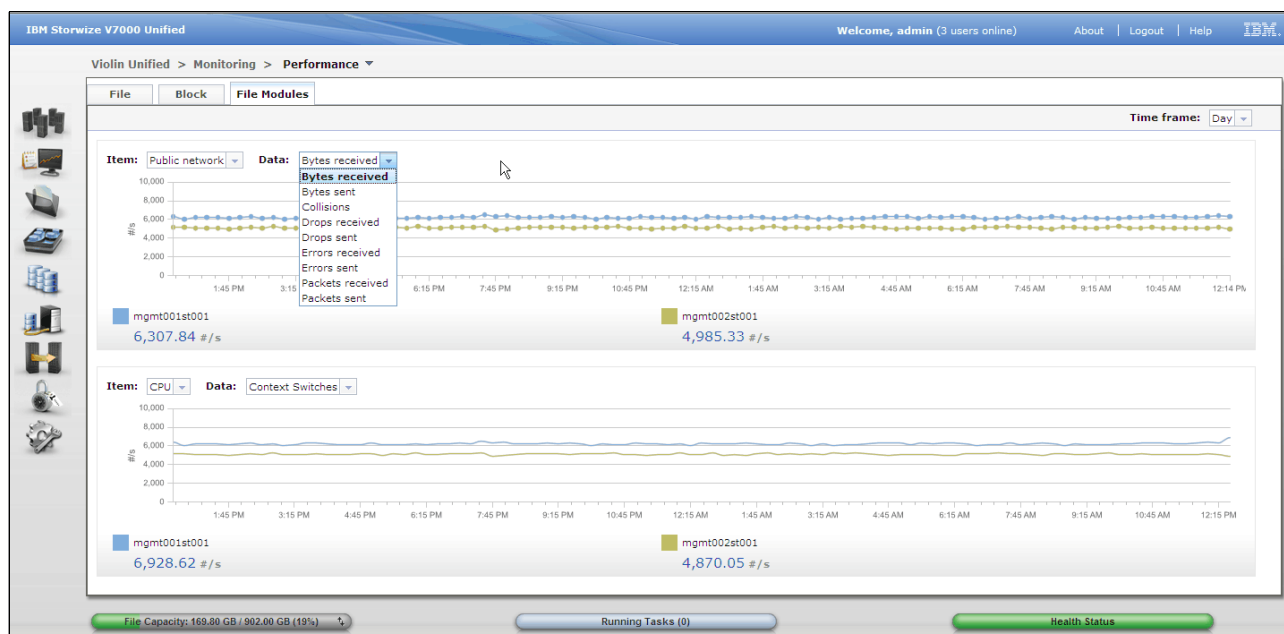 IBM Storwize V7000 Unified
Welcome, admin (3 users online)
About | Logout | Help
IBM.
Violin Unified > Monitoring > Performance
File
Block
File Modules
Time frame: Day
Item: Public network Data: Bytes received
Bytes received
Bytes sent
Collisions
Drops received
Drops sent
Errors received
Errors sent
Packets received
Packets sent
10,000
8,000
6,000
4,000
2,000
0
#/s
1:45 PM 3:15 6:15 PM 7:45 PM 9:15 PM 10:45 PM 12:15 AM 1:45 AM 3:15 AM 4:45 AM 6:15 AM 7:45 AM 9:15 AM 10:45 AM 12:14 PM
mgmt001st001
6,307.84 #/s
mgmt002st001
4,985.33 #/s
Item: CPU Data: Context Switches
10,000
8,000
6,000
4,000
2,000
0
#/s
1:45 PM 3:15 PM 4:45 PM 6:15 PM 7:45 PM 9:15 PM 10:45 PM 12:15 AM 1:45 AM 3:15 AM 4:45 AM 6:15 AM 7:45 AM 9:15 AM 10:45 AM 12:15 PM
mgmt001st001
6,928.62 #/s
mgmt002st001
4,870.05 #/s
File Capacity: 169.80 GB / 902.00 GB (19%)
Running Tasks (0)
Health Status